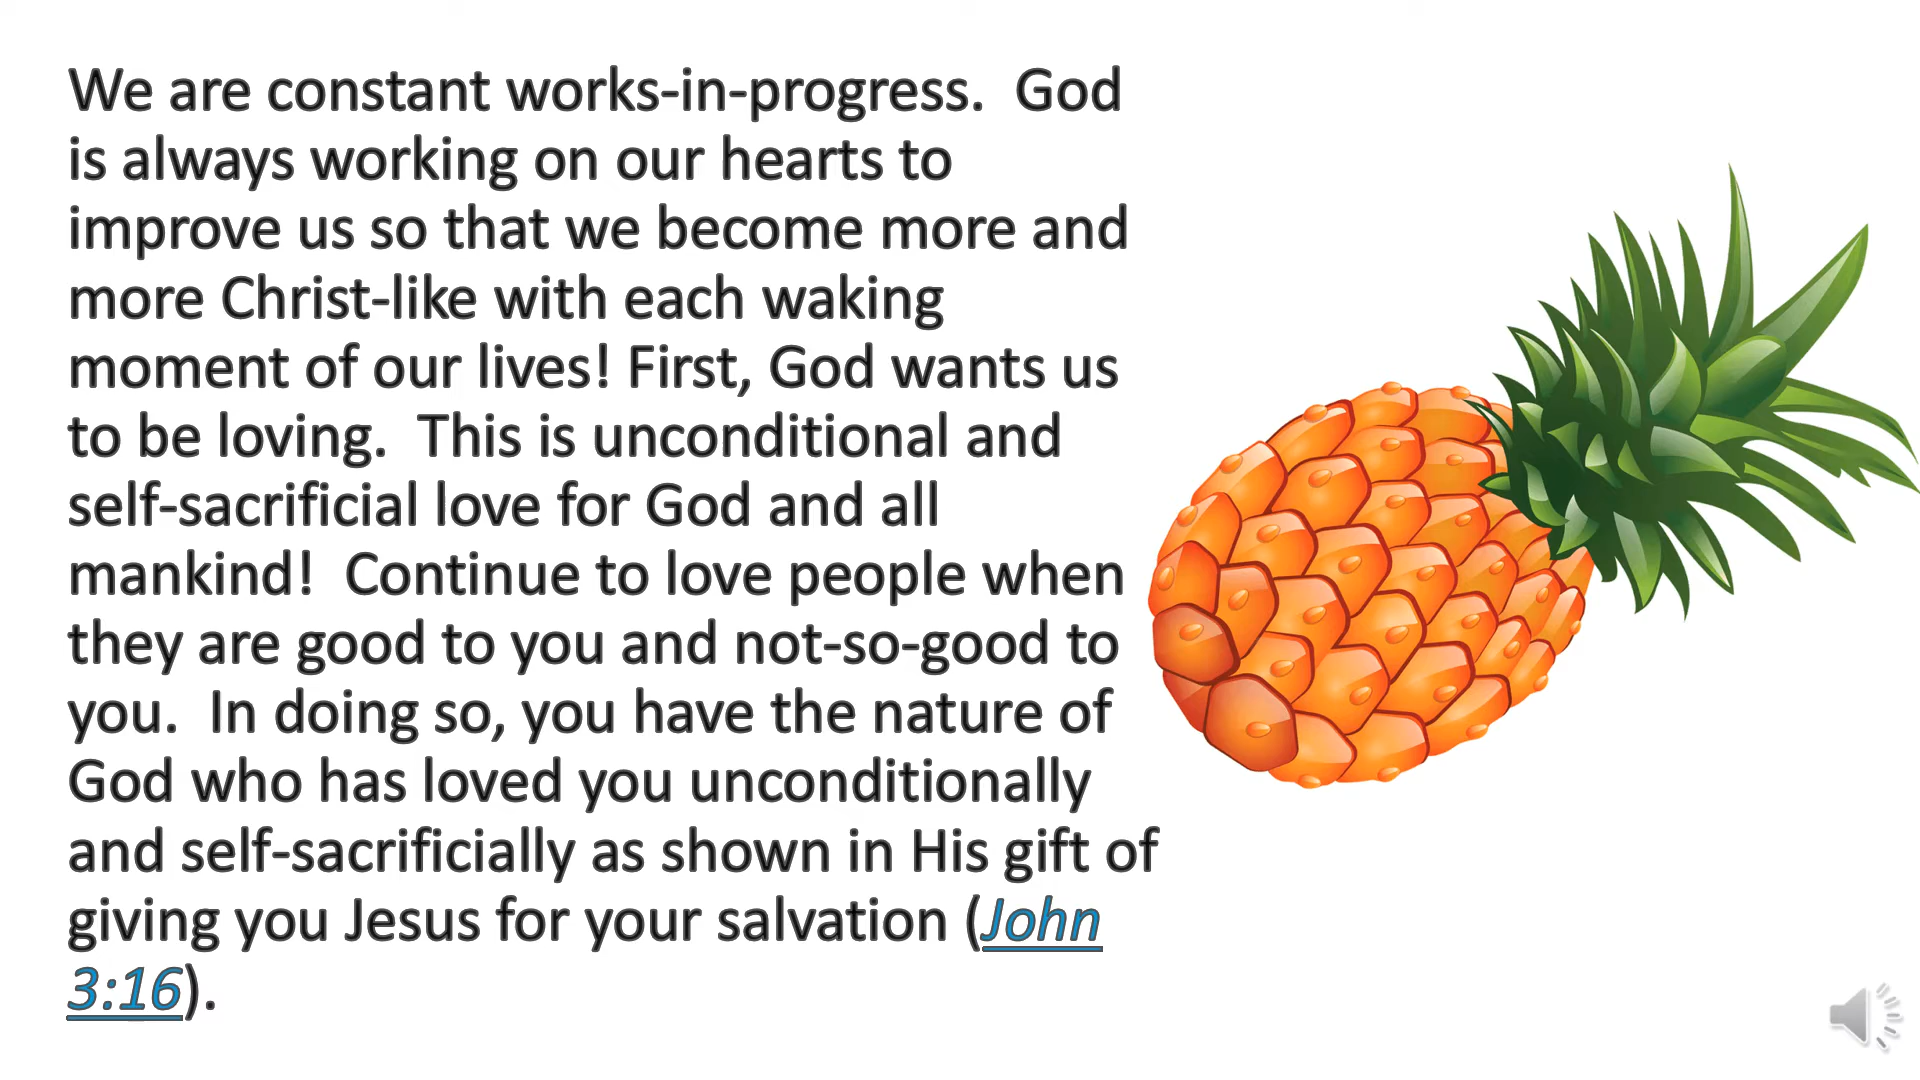 We are constant works-in-progress.  God
is always working on our hearts to
improve us so that we become more and
more Christ-like with each waking
moment of our lives! First, God wants us
to be loving.  This is unconditional and
self-sacrificial love for God and all
mankind!  Continue to love people when
they are good to you and not-so-good to
you.  In doing so, you have the nature of
God who has loved you unconditionally
and self-sacrificially as shown in His gift of
giving you Jesus for your salvation (John
3:16).